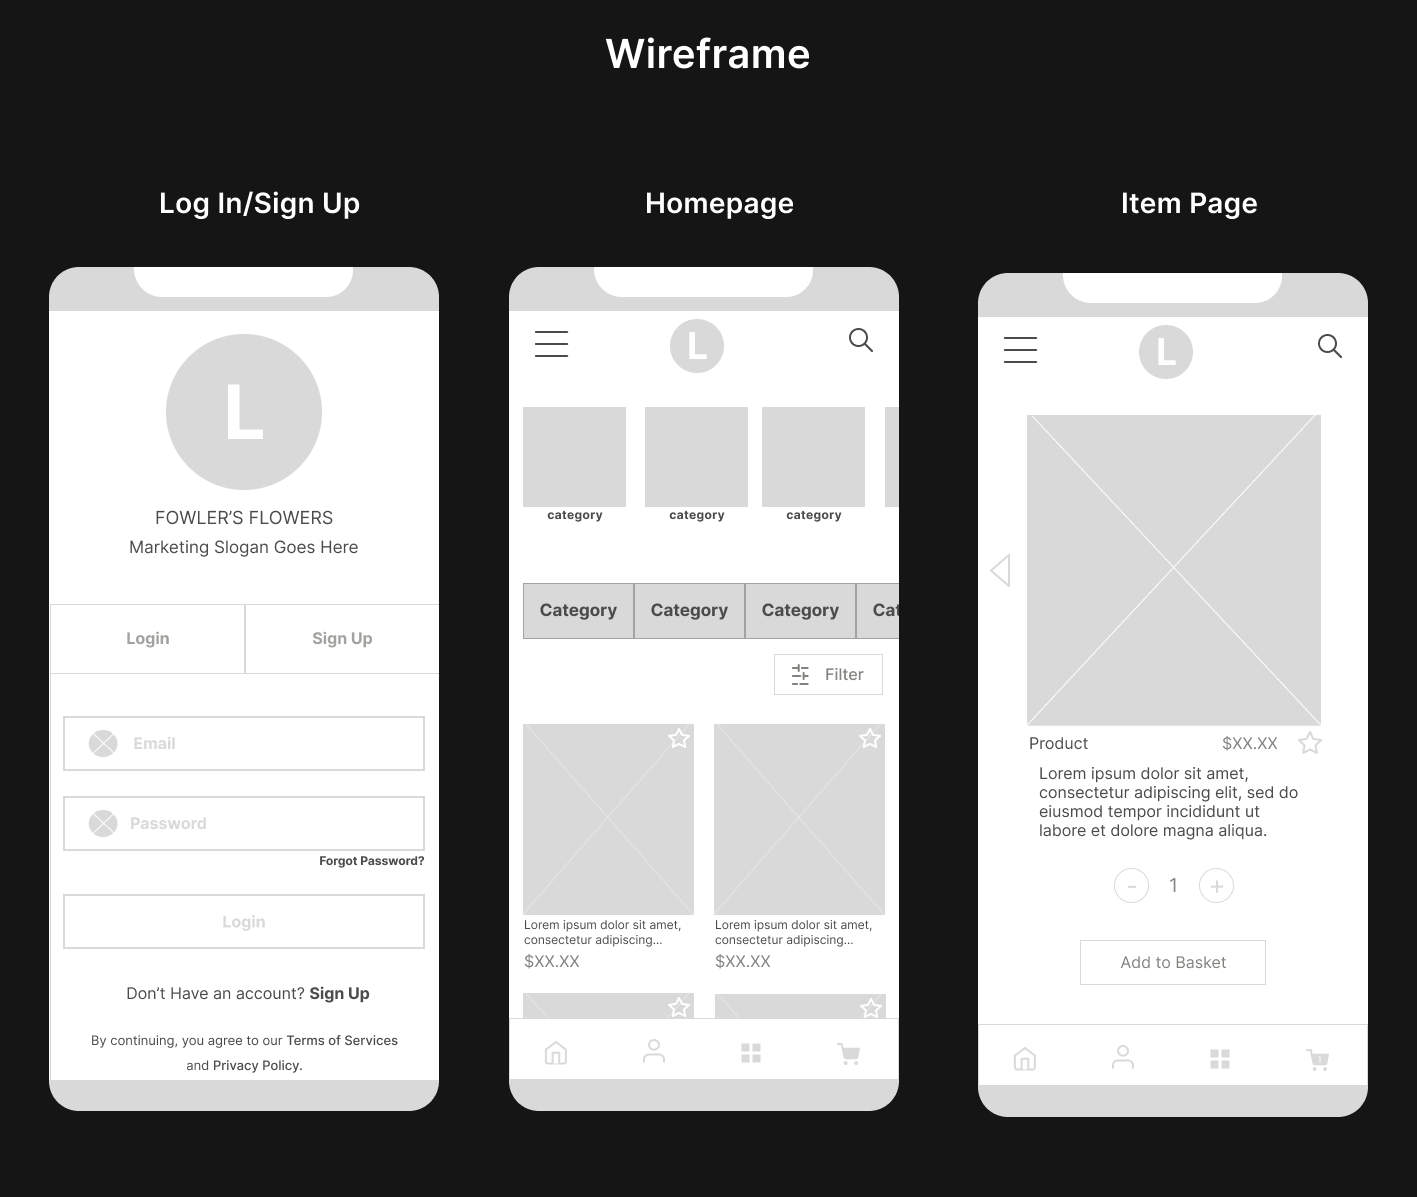 Wireframe
Log In/Sign Up
Homepage
Item Page
L
FOWLER’S FLOWERS
Marketing Slogan Goes Here
Login
Sign Up
Email
Password
Forgot Password?
Login
Don’t Have an account? Sign Up
By continuing, you agree to our Terms of Services
and Privacy Policy.
L
category
category
category
Category
Category
Category
Cat
Filter
Lorem ipsum dolor sit amet,
consectetur adipiscing...
$XX.XX
Lorem ipsum dolor sit amet,
consectetur adipiscing...
$XX.XX
L
Product
$XX.XX
Lorem ipsum dolor sit amet,
consectetur adipiscing elit, sed do
eiusmod tempor incididunt ut
labore et dolore magna aliqua.
- 1 +
Add to Basket
1